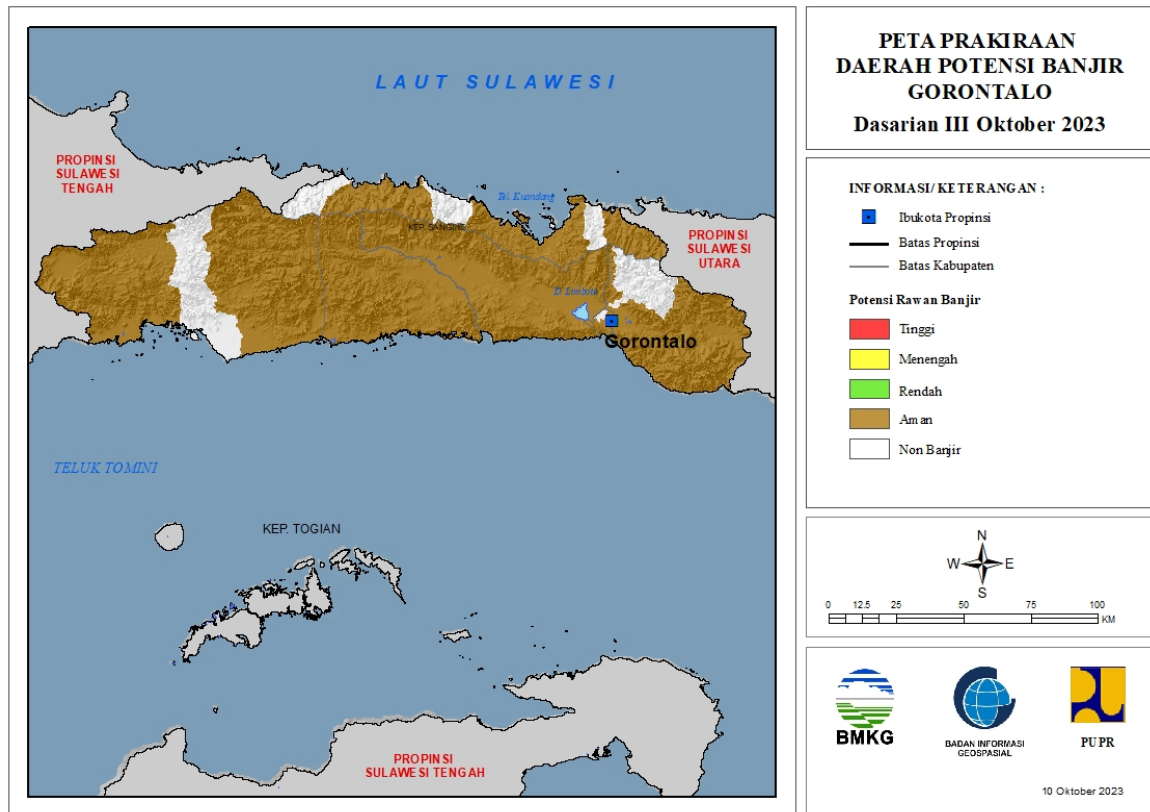 LAUT SULAWESI
PROPINSI
SULAWESI
TENGAH
Tel. Kuandang
KEP. SANGIHE
PROPINSI
SULAWESI
UTARA
D. Limboto
Gorontalo
TELUK TOMINI
KEP. TOGIAN
PROPINSI
SULAWESI TENGAH
PETA PRAKIRAAN
DAERAH POTENSI BANJIR
GORONTALO
Dasarian III Oktober 2023
INFORMASI/ KETERANGAN :
Ibukota Propinsi
Batas Propinsi
Batas Kabupaten
Potensi Rawan Banjir
Tinggi
Menengah
Rendah
Aman
Non Banjir
N
W E
S
0 12.5 25 50 75 100
KM
BMKG
BADAN INFORMASI
GEOSPASIAL
PUPR
10 Oktober 2023